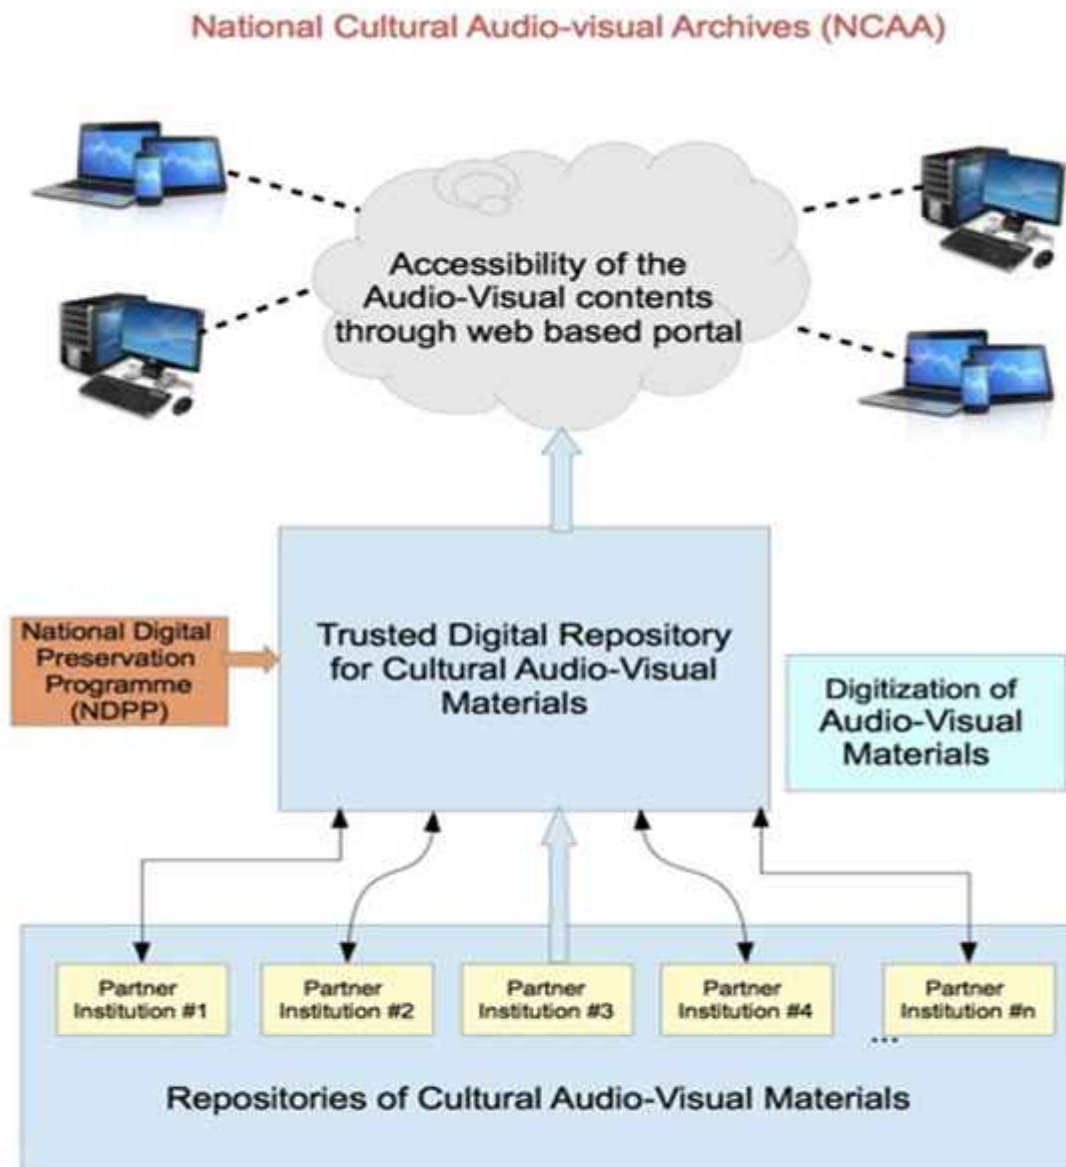 National Cultural Audio-visual Archives (NCAA)
Accessibility of the
Audio-Visual contents
through web based portal
National Digital
Preservation
Programme
(NDPP)
Trusted Digital Repository
for Cultural Audio-Visual
Materials
Digitization of
Audio-Visual
Materials
Partner
Institution #1
Partner
Institution #2
Partner
Institution #3
Partner
Institution #4
...
Partner
Institution #n
Repositories of Cultural Audio-Visual Materials